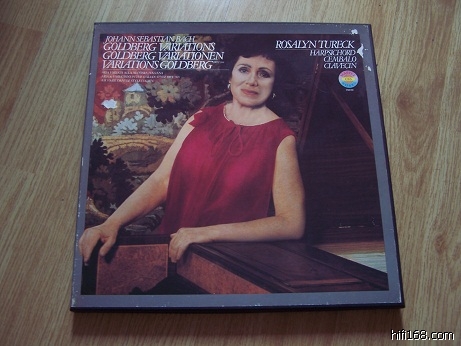 JOHANN SEBASTIAN BACH
GOLDBERG VARIATIONS
GOLDBERG VARIATIONEN
VARIATIONS GOLDBERG
ROSALYN TURECK
HARPSICHORD
CEMBALO
CLAVECIN
hifi168.com